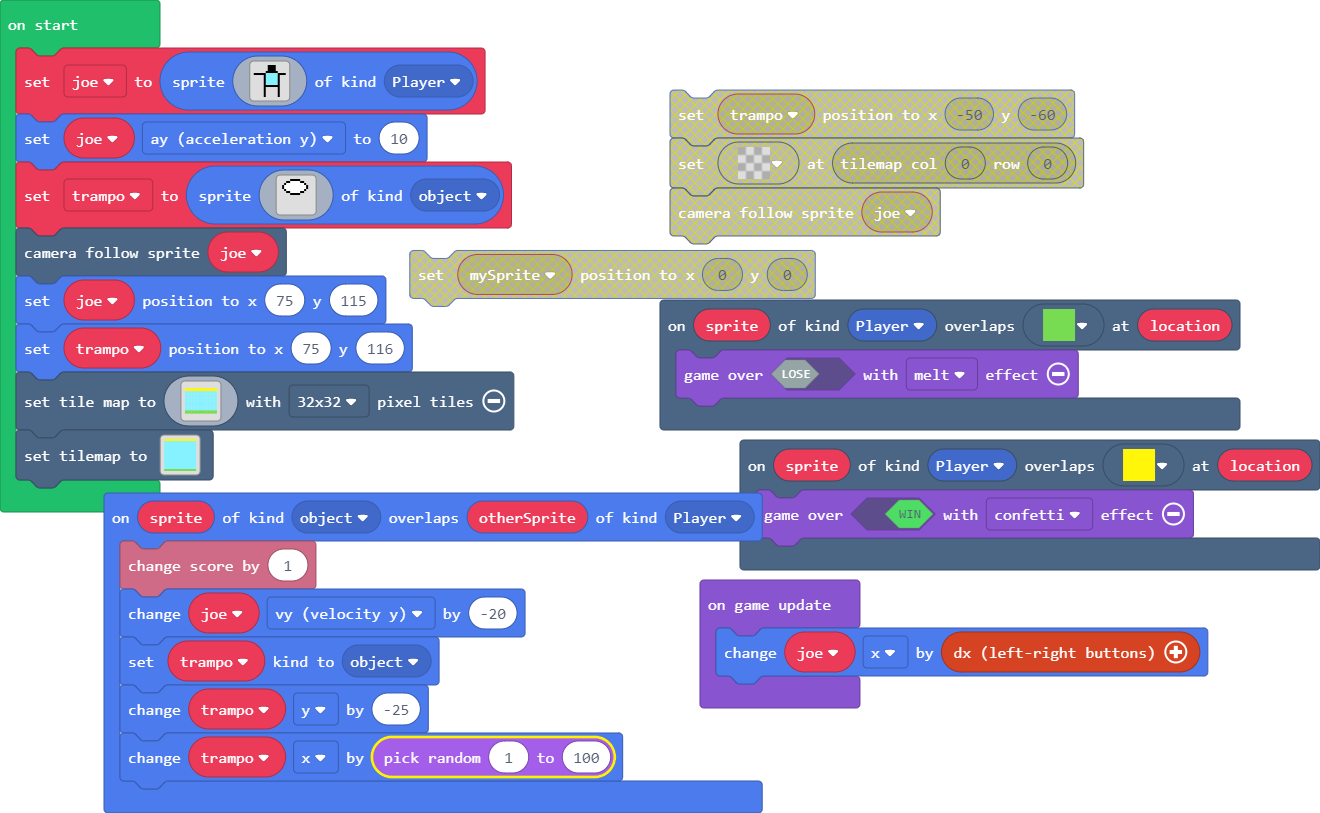 on start
set joe to sprite of kind Player
set joe ay (acceleration y) to 10
set trampo to sprite of kind object
camera follow sprite joe
set joe position to x 75 y 115
set trampo position to x 75 y 116
set tile map to with 32x32 pixel tiles
set tilemap to
set trampo position to x -50 y -60
set at tilemap col 0 row 0
camera follow sprite joe
set mySprite position to x 0 y 0
on sprite of kind Player overlaps at location
game over LOSE with melt effect
on sprite of kind Player overlaps at location
game over WIN with confetti effect
on sprite of kind object overlaps otherSprite of kind Player
change score by 1
change joe vy (velocity y) by -20
set trampo kind to object
change trampo y by -25
change trampo x by pick random 1 to 100
on game update
change joe x by dx (left-right buttons)